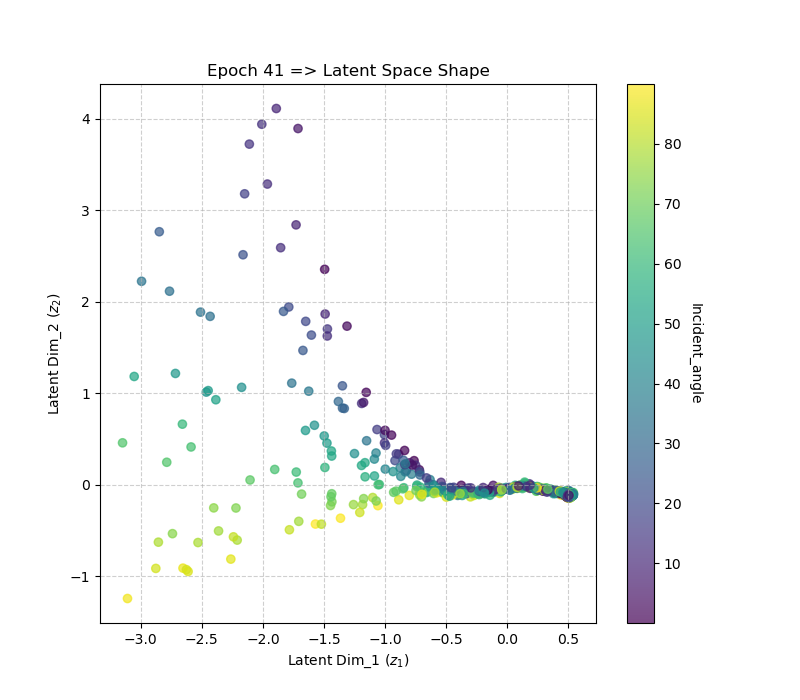 Epoch 41 => Latent Space Shape
Latent Dim_2 (z₂)
4
3
2
1
0
−1
−3.0 −2.5 −2.0 −1.5 −1.0 −0.5 0.0 0.5
Latent Dim_1 (z₁)
80
70
60
50
40
30
20
10
Incident_angle